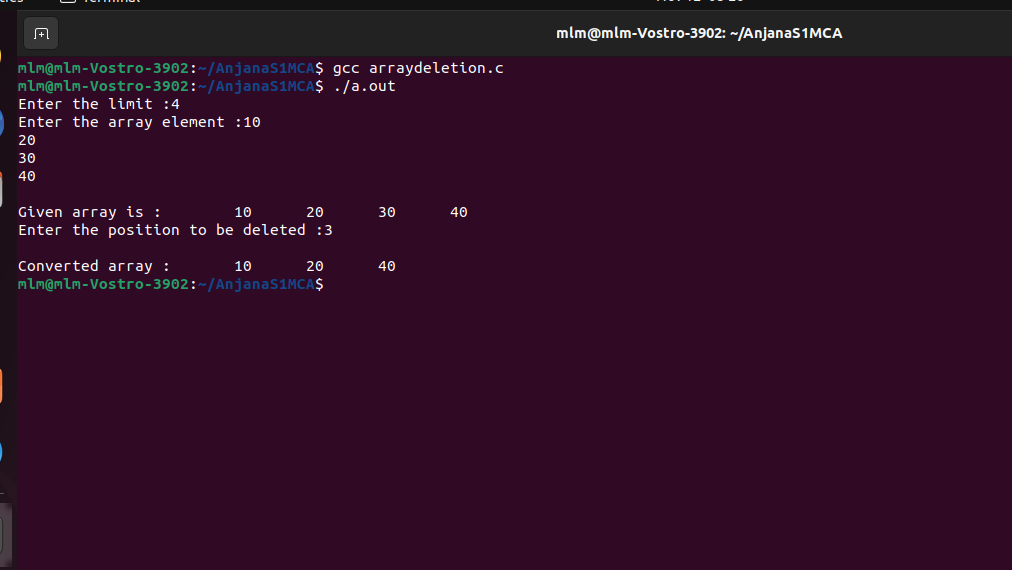 Terminal
mlm@mlm-Vostro-3902: ~/AnjanaS1MCA
mlm@mlm-Vostro-3902:~/AnjanaS1MCA$ gcc arraydeletion.c
mlm@mlm-Vostro-3902:~/AnjanaS1MCA$ ./a.out
Enter the limit :4
Enter the array element :10
20
30
40
Given array is :        10      20      30      40
Enter the position to be deleted :3
Converted array :       10      20      40
mlm@mlm-Vostro-3902:~/AnjanaS1MCA$